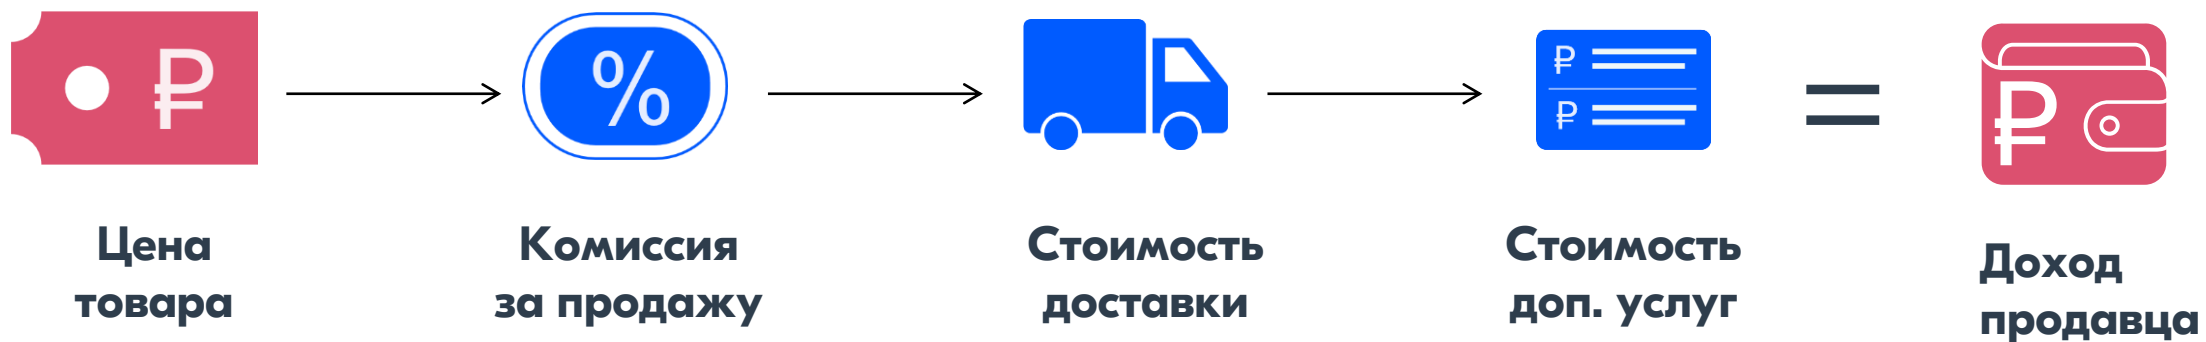 ₽
%
₽
₽
=
₽
Цена
товара
Комиссия
за продажу
Стоимость
доставки
Стоимость
доп. услуг
Доход
продавца